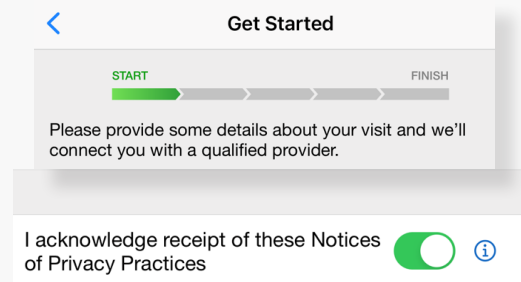 Get Started
START FINISH
Please provide some details about your visit and we'll
connect you with a qualified provider.
I acknowledge receipt of these Notices
of Privacy Practices